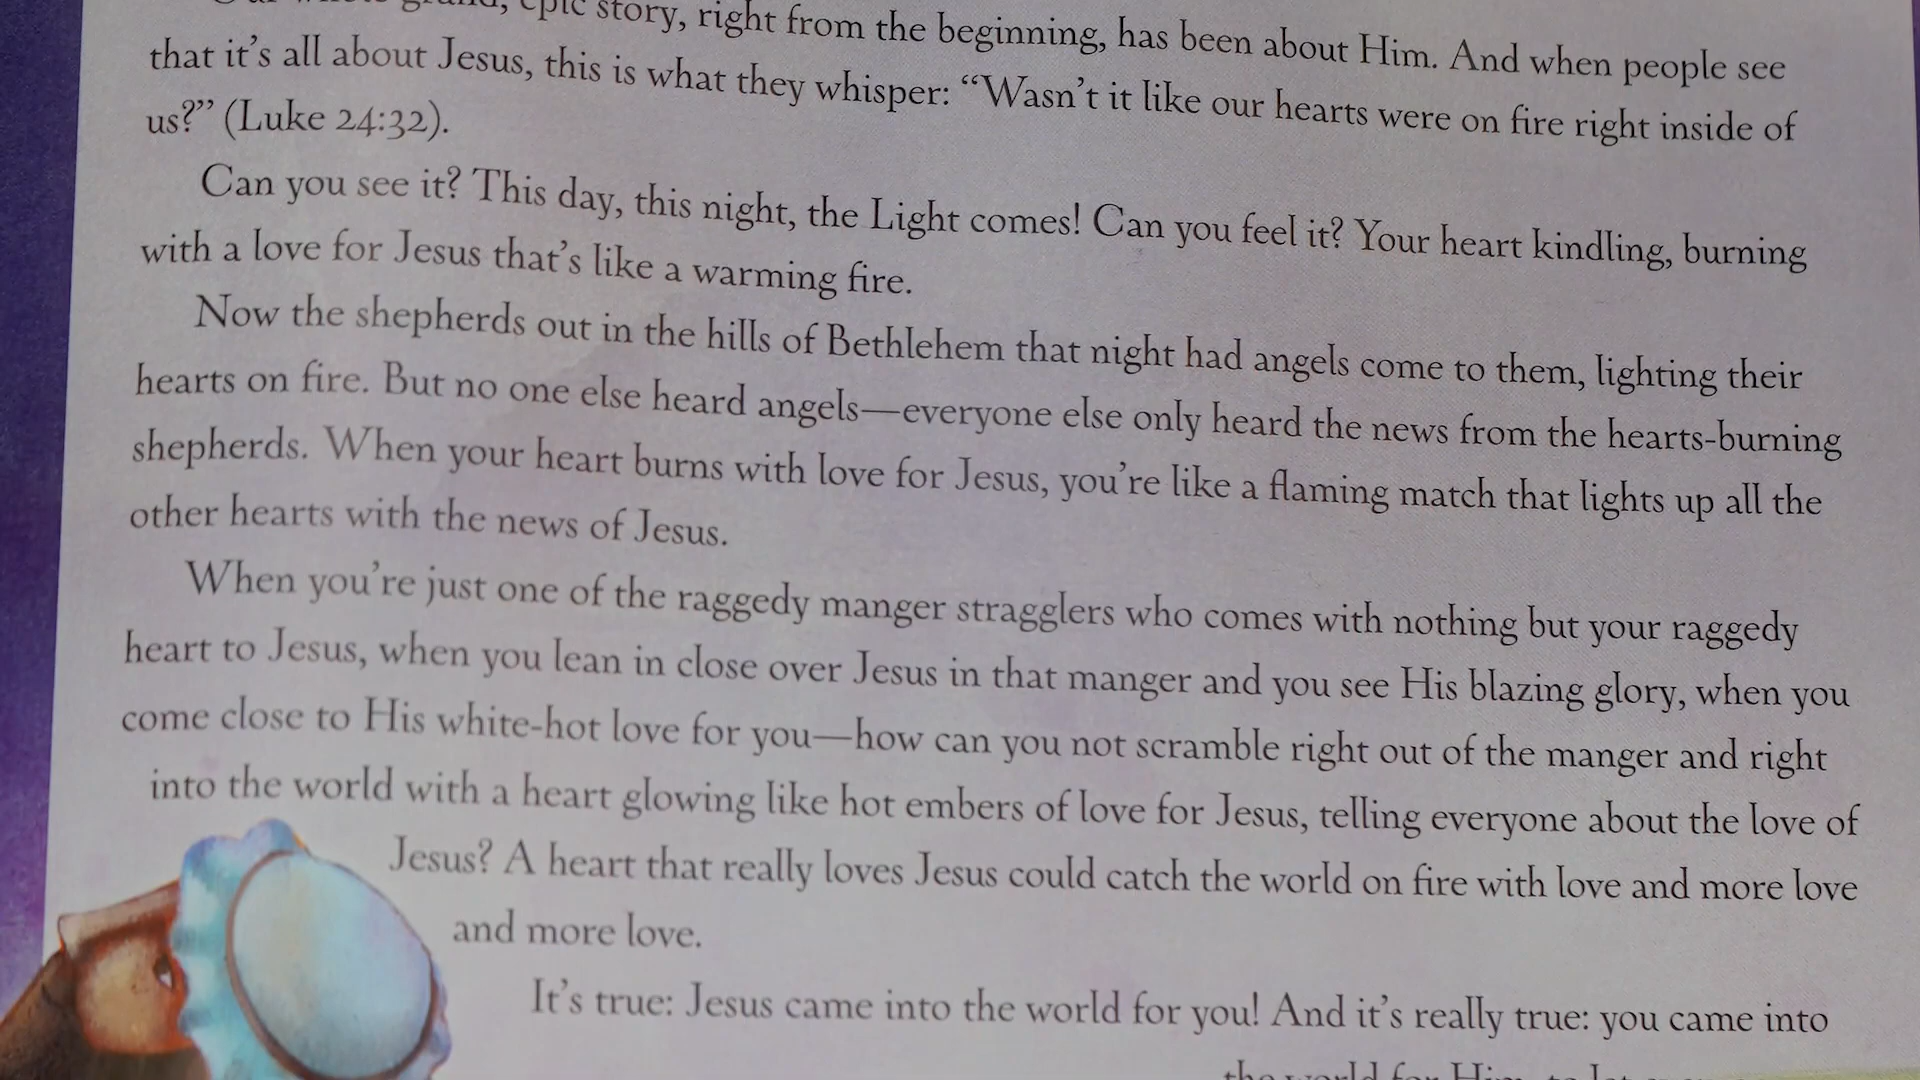 grand, epic story, right from the beginning, has been about Him. And when people see
that it's all about Jesus, this is what they whisper: “Wasn't it like our hearts were on fire right inside of
us?” (Luke 24:32).
Can you see it? This day, this night, the Light comes! Can you feel it? Your heart kindling, burning
with a love for Jesus that's like a warming fire.
Now the shepherds out in the hills of Bethlehem that night had angels come to them, lighting their
hearts on fire. But no one else heard angels—everyone else only heard the news from the hearts-burning
shepherds. When your heart burns with love for Jesus, you're like a flaming match that lights up all the
other hearts with the news of Jesus.
When you're just one of the raggedy manger stragglers who comes with nothing but your raggedy
heart to Jesus, when you lean in close over Jesus in that manger and you see His blazing glory, when you
come close to His white-hot love for you—how can you not scramble right out of the manger and right
into the world with a heart glowing like hot embers of love for Jesus, telling everyone about the love of
Jesus? A heart that really loves Jesus could catch the world on fire with love and more love
and more love.
It's true: Jesus came into the world for you! And it's really true: you came into
the world for Him